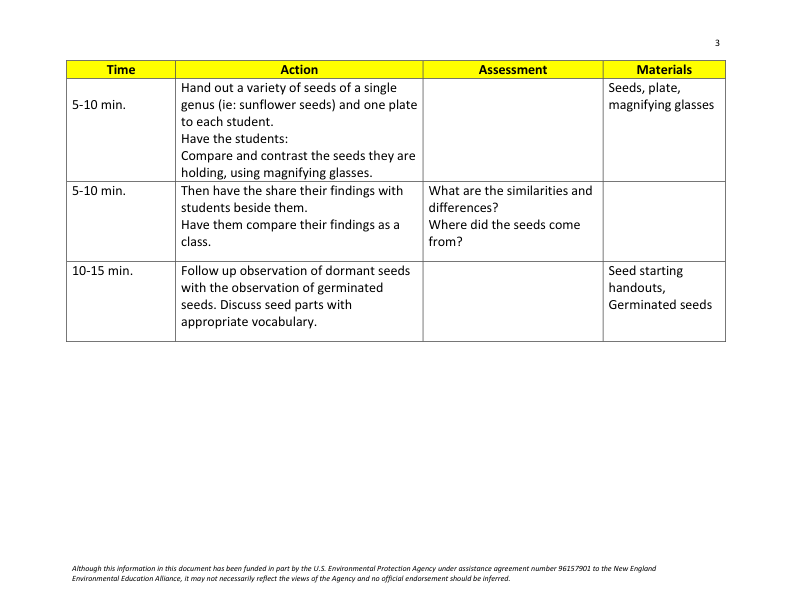 3
Time Action Assessment Materials
5-10 min.
Hand out a variety of seeds of a single
genus (ie: sunflower seeds) and one plate
to each student.
Have the students:
Compare and contrast the seeds they are
holding, using magnifying glasses.
Seeds, plate,
magnifying glasses
5-10 min.
Then have the share their findings with
students beside them.
Have them compare their findings as a
class.
What are the similarities and
differences?
Where did the seeds come
from?
10-15 min.
Follow up observation of dormant seeds
with the observation of germinated
seeds. Discuss seed parts with
appropriate vocabulary.
Seed starting
handouts,
Germinated seeds
Although this information in this document has been funded in part by the U.S. Environmental Protection Agency under assistance agreement number 96157901 to the New England
Environmental Education Alliance, it may not necessarily reflect the views of the Agency and no official endorsement should be inferred.